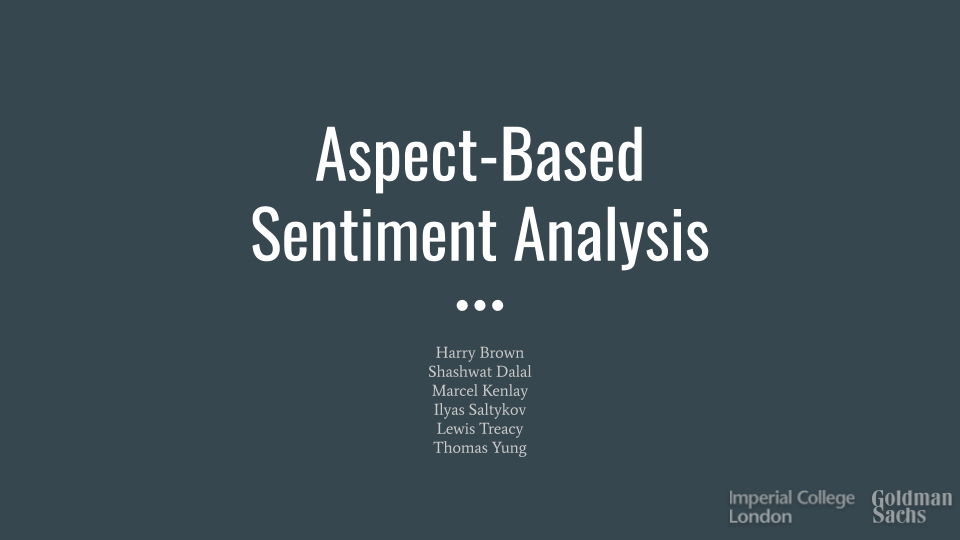 Aspect-Based
Sentiment Analysis
Harry Brown
Shashwat Dalal
Marcel Kenlay
Ilyas Saltykov
Lewis Treacy
Thomas Yung
Imperial College
London
Goldman
Sachs